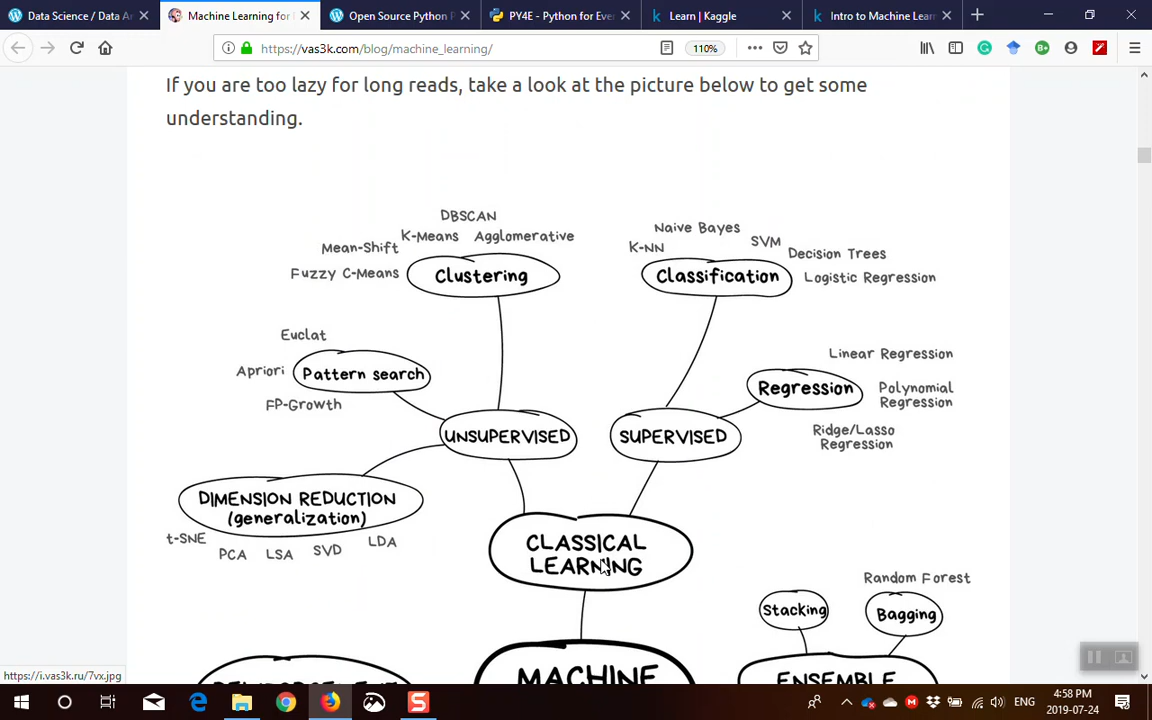 Data Science / Data Ar
Machine Learning for
Open Source Python P
PY4E - Python for Ever
Learn | Kaggle
Intro to Machine Learni
https://vas3k.com/blog/machine_learning/
110%
If you are too lazy for long reads, take a look at the picture below to get some
understanding.
DBSCAN
K-Means
Agglomerative
Mean-Shift
Fuzzy C-Means
Clustering
Naive Bayes
K-NN
SVM
Decision Trees
Classification
Logistic Regression
Euclat
Apriori
Pattern search
FP-Growth
Linear Regression
Regression
Polynomial
Regression
Ridge/Lasso
Regression
UNSUPERVISED
SUPERVISED
DIMENSION REDUCTION
(generalization)
t-SNE
PCA
LSA
SVD
LDA
CLASSICAL
LEARNING
Random Forest
Stacking
Bagging
MACHINE
ENSEMBLE
https://i.vas3k.ru/7vx.jpg
ENG
4:58 PM
2019-07-24